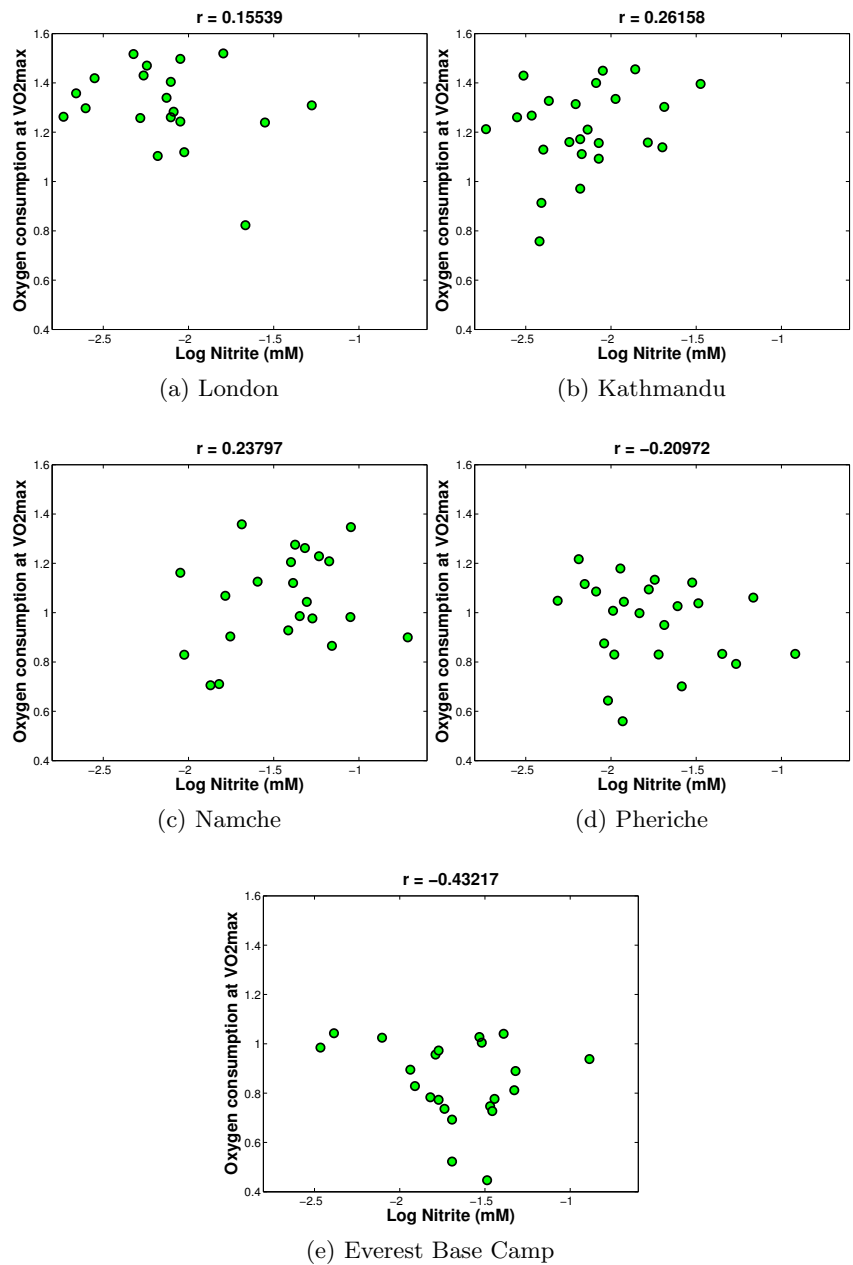 r = 0.15539
Oxygen consumption at VO2max
1.6
1.4
1.2
1
0.8
0.6
0.4
−2.5 −2 −1.5 −1
Log Nitrite (mM)
(a) London
r = 0.26158
Oxygen consumption at VO2max
1.6
1.4
1.2
1
0.8
0.6
0.4
−2.5 −2 −1.5 −1
Log Nitrite (mM)
(b) Kathmandu
r = 0.23797
Oxygen consumption at VO2max
1.6
1.4
1.2
1
0.8
0.6
0.4
−2.5 −2 −1.5 −1
Log Nitrite (mM)
(c) Namche
r = −0.20972
Oxygen consumption at VO2max
1.6
1.4
1.2
1
0.8
0.6
0.4
−2.5 −2 −1.5 −1
Log Nitrite (mM)
(d) Pheriche
r = −0.43217
Oxygen consumption at VO2max
1.6
1.4
1.2
1
0.8
0.6
0.4
−2.5 −2 −1.5 −1
Log Nitrite (mM)
(e) Everest Base Camp